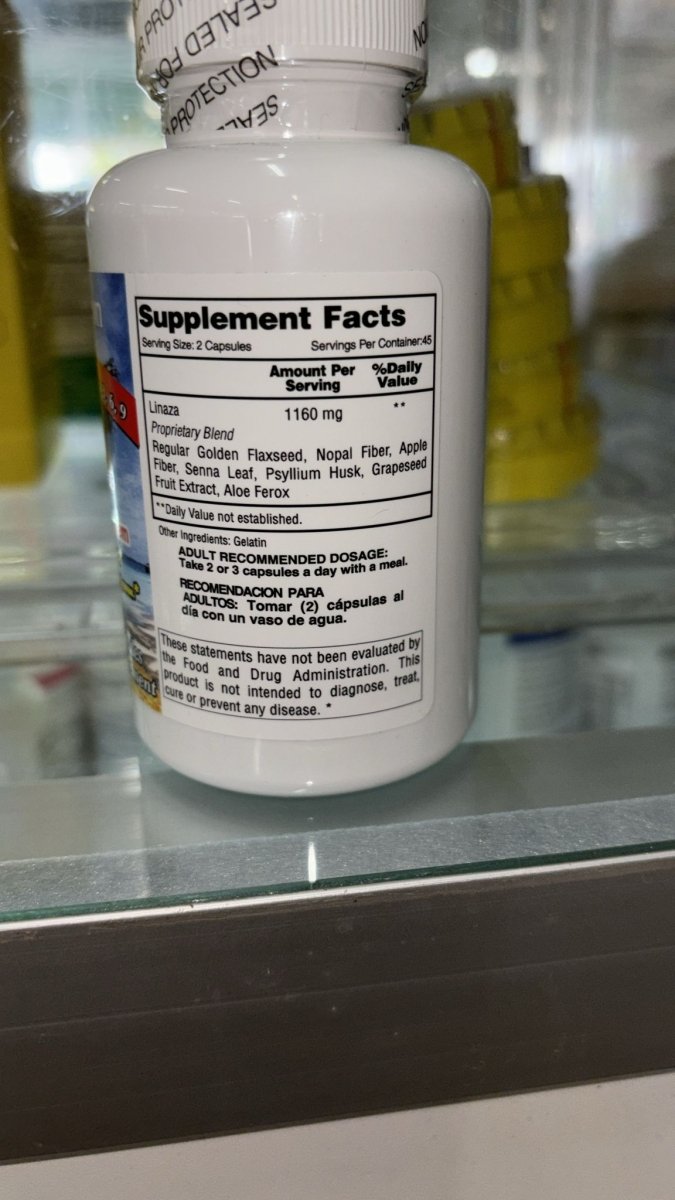 SEALED FOR
PROTECTION
SEALE
Supplement Facts
Serving Size: 2 Capsules Servings Per Container:45
Amount Per Serving %Daily Value
Linaza 1160 mg **
Proprietary Blend
Regular Golden Flaxseed, Nopal Fiber, Apple
Fiber, Senna Leaf, Psyllium Husk, Grapeseed
Fruit Extract, Aloe Ferox
**Daily Value not established.
Other Ingredients: Gelatin
ADULT RECOMMENDED DOSAGE:
Take 2 or 3 capsules a day with a meal.
RECOMENDACION PARA
ADULTOS: Tomar (2) cápsulas al
día con un vaso de agua.
These statements have not been evaluated by
the Food and Drug Administration. This
product is not intended to diagnose, treat,
cure or prevent any disease. *